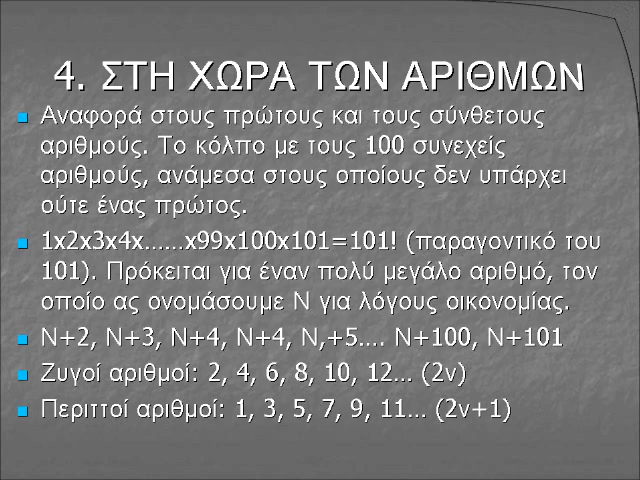 4. ΣΤΗ ΧΩΡΑ ΤΩΝ ΑΡΙΘΜΩΝ
Αναφορά στους πρώτους και τους σύνθετους
αριθμούς. Το κόλπο με τους 100 συνεχείς
αριθμούς, ανάμεσα στους οποίους δεν υπάρχει
ούτε ένας πρώτος.
1x2x3x4x……x99x100x101=101! (παραγοντικό του
101). Πρόκειται για έναν πολύ μεγάλο αριθμό, τον
οποίο ας ονομάσουμε Ν για λόγους οικονομίας.
Ν+2, Ν+3, Ν+4, Ν+4, Ν,+5…. Ν+100, Ν+101
Ζυγοί αριθμοί: 2, 4, 6, 8, 10, 12… (2ν)
Περιττοί αριθμοί: 1, 3, 5, 7, 9, 11… (2ν+1)